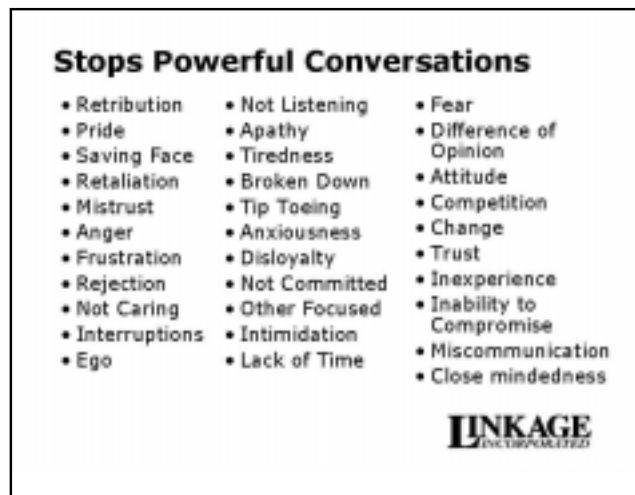 Stops Powerful Conversations
• Retribution
• Pride
• Saving Face
• Retaliation
• Mistrust
• Anger
• Frustration
• Rejection
• Not Caring
• Interruptions
• Ego
• Not Listening
• Apathy
• Tiredness
• Broken Down
• Tip Toeing
• Anxiousness
• Disloyalty
• Not Committed
• Other Focused
• Intimidation
• Lack of Time
• Fear
• Difference of
Opinion
• Attitude
• Competition
• Change
• Trust
• Inexperience
• Inability to
Compromise
• Miscommunication
• Close mindedness
LINKAGE
INCORPORATED